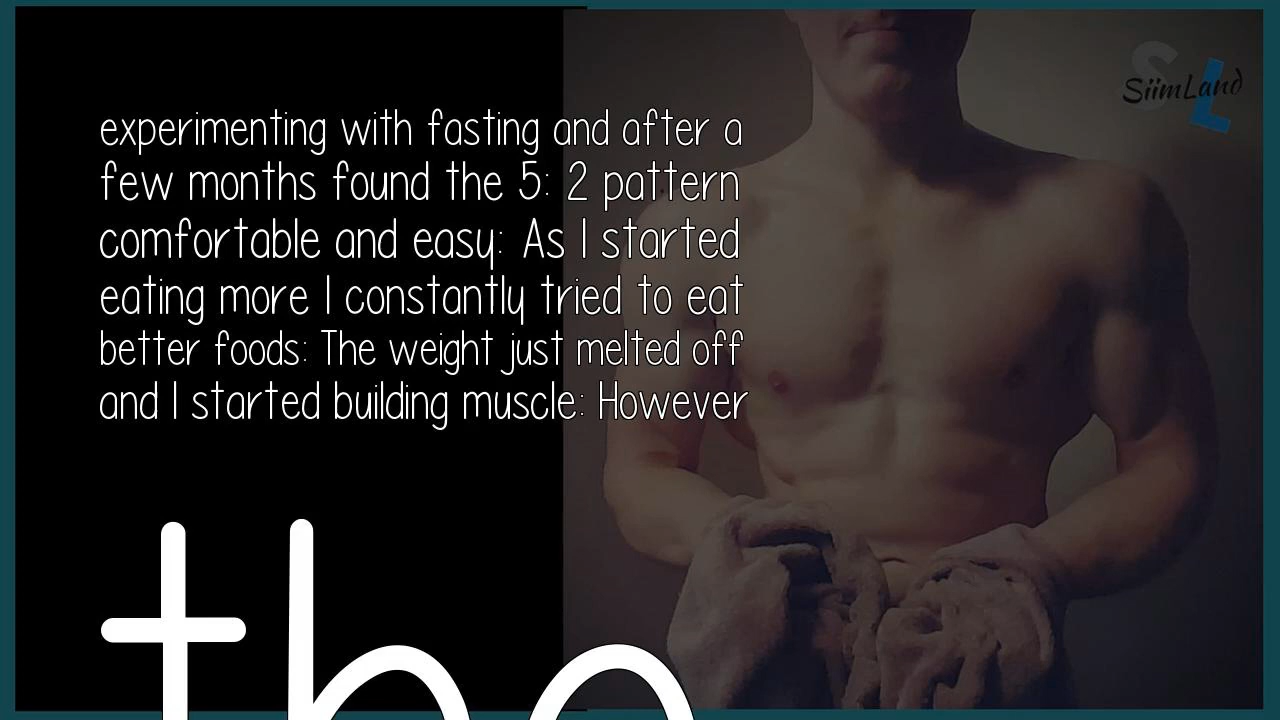 experimenting with fasting and after a
few months found the 5: 2 pattern
comfortable and easy: As I started
eating more I constantly tried to eat
better foods: The weight just melted off
and I started building muscle: However
SiimLand
SL